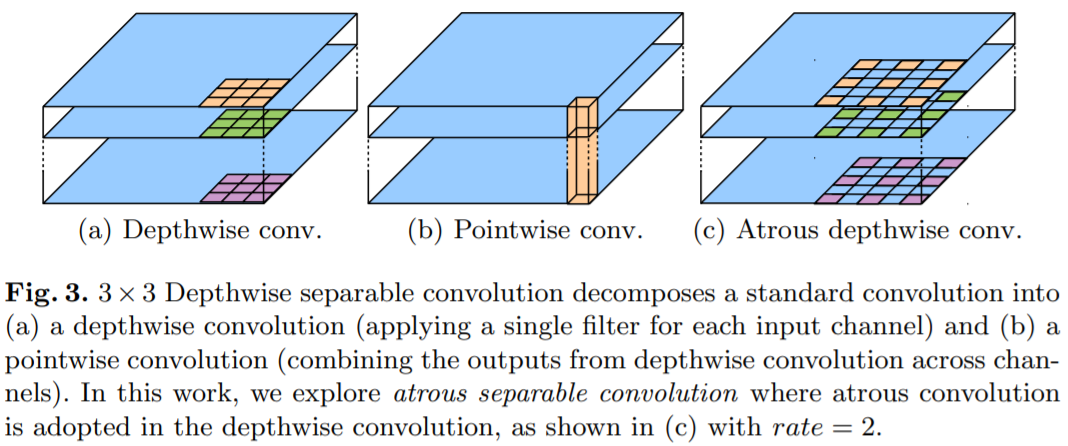 (a) Depthwise conv.
(b) Pointwise conv.
(c) Atrous depthwise conv.
Fig. 3. 3 × 3 Depthwise separable convolution decomposes a standard convolution into
(a) a depthwise convolution (applying a single filter for each input channel) and (b) a
pointwise convolution (combining the outputs from depthwise convolution across chan-
nels). In this work, we explore atrous separable convolution where atrous convolution
is adopted in the depthwise convolution, as shown in (c) with rate = 2.